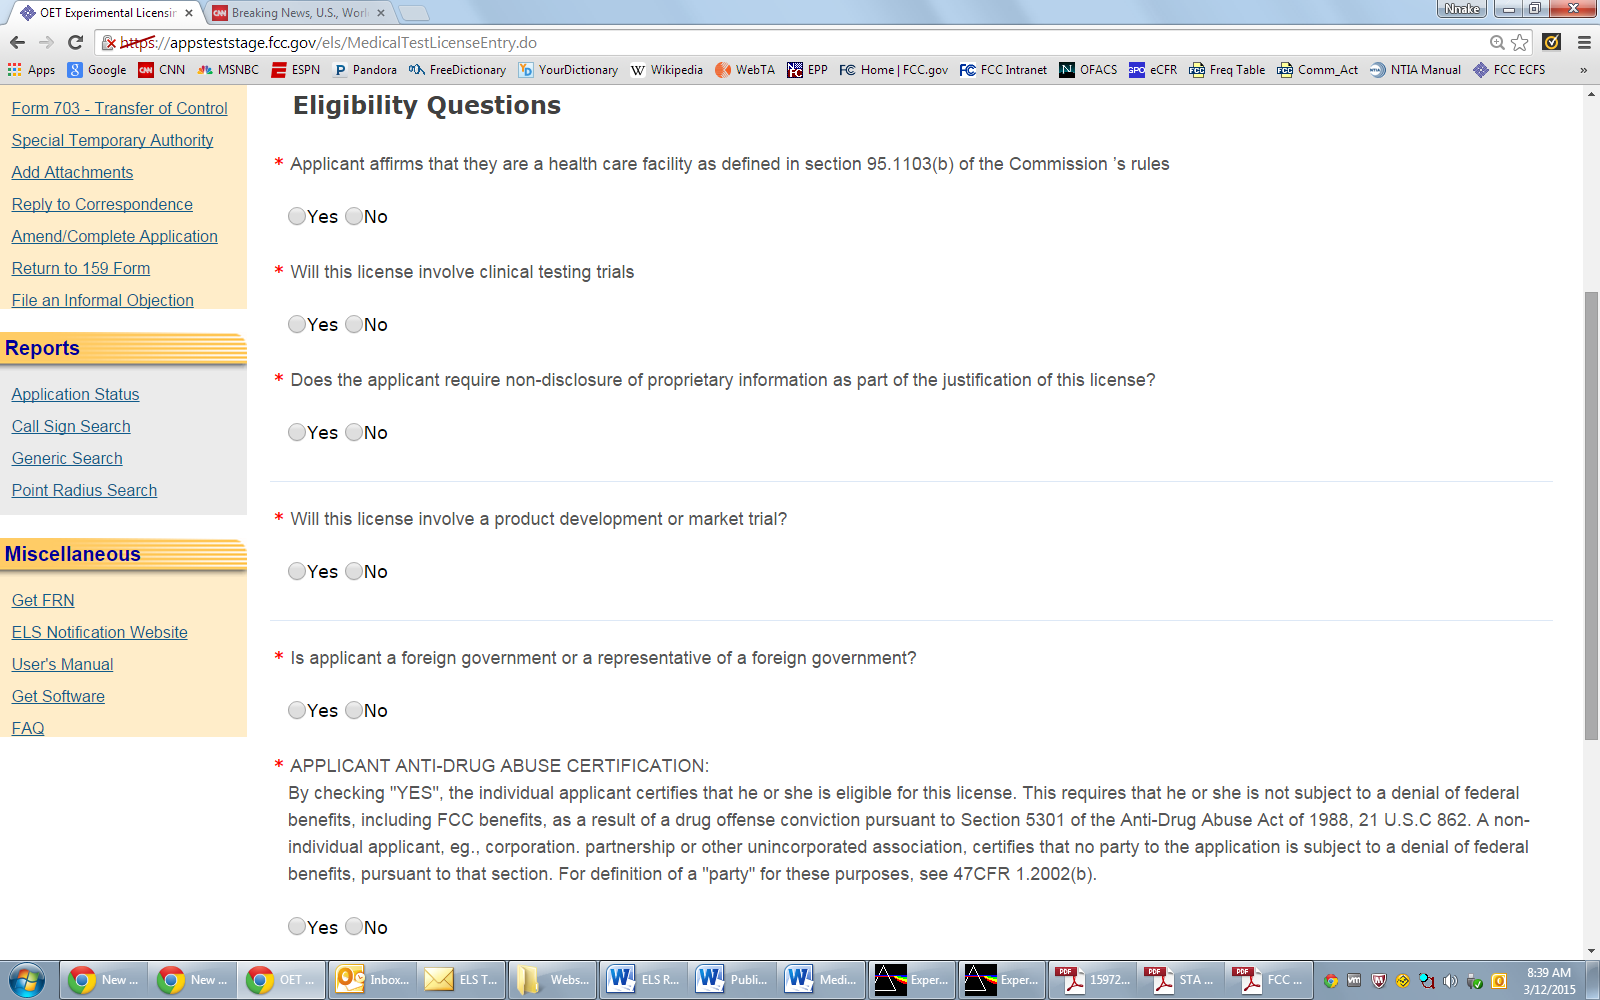 OET Experimental Licensin
Breaking News, U.S., Worl
Nnake
https://appsteststage.fcc.gov/els/MedicalTestLicenseEntry.do
Apps Google CNN MSNBC ESPN Pandora FreeDictionary YourDictionary Wikipedia WebTA EPP Home | FCC.gov FCC Intranet OFACS eCFR Freq Table Comm_Act NTIA Manual FCC ECFS »
Form 703 - Transfer of Control
Special Temporary Authority
Add Attachments
Reply to Correspondence
Amend/Complete Application
Return to 159 Form
File an Informal Objection
Reports
Application Status
Call Sign Search
Generic Search
Point Radius Search
Miscellaneous
Get FRN
ELS Notification Website
User's Manual
Get Software
FAQ
Eligibility Questions
* Applicant affirms that they are a health care facility as defined in section 95.1103(b) of the Commission ’s rules
Yes No
* Will this license involve clinical testing trials
Yes No
* Does the applicant require non-disclosure of proprietary information as part of the justification of this license?
Yes No
* Will this license involve a product development or market trial?
Yes No
* Is applicant a foreign government or a representative of a foreign government?
Yes No
* APPLICANT ANTI-DRUG ABUSE CERTIFICATION:
By checking "YES", the individual applicant certifies that he or she is eligible for this license. This requires that he or she is not subject to a denial of federal
benefits, including FCC benefits, as a result of a drug offense conviction pursuant to Section 5301 of the Anti-Drug Abuse Act of 1988, 21 U.S.C 862. A non-
individual applicant, eg., corporation. partnership or other unincorporated association, certifies that no party to the application is subject to a denial of federal
benefits, pursuant to that section. For definition of a "party" for these purposes, see 47CFR 1.2002(b).
Yes No
New ... New ... OET ... Inbox... ELS T... Webs... ELS R... Publi... Medi... Exper... Exper... 15972... STA ... FCC ...
8:39 AM
3/12/2015